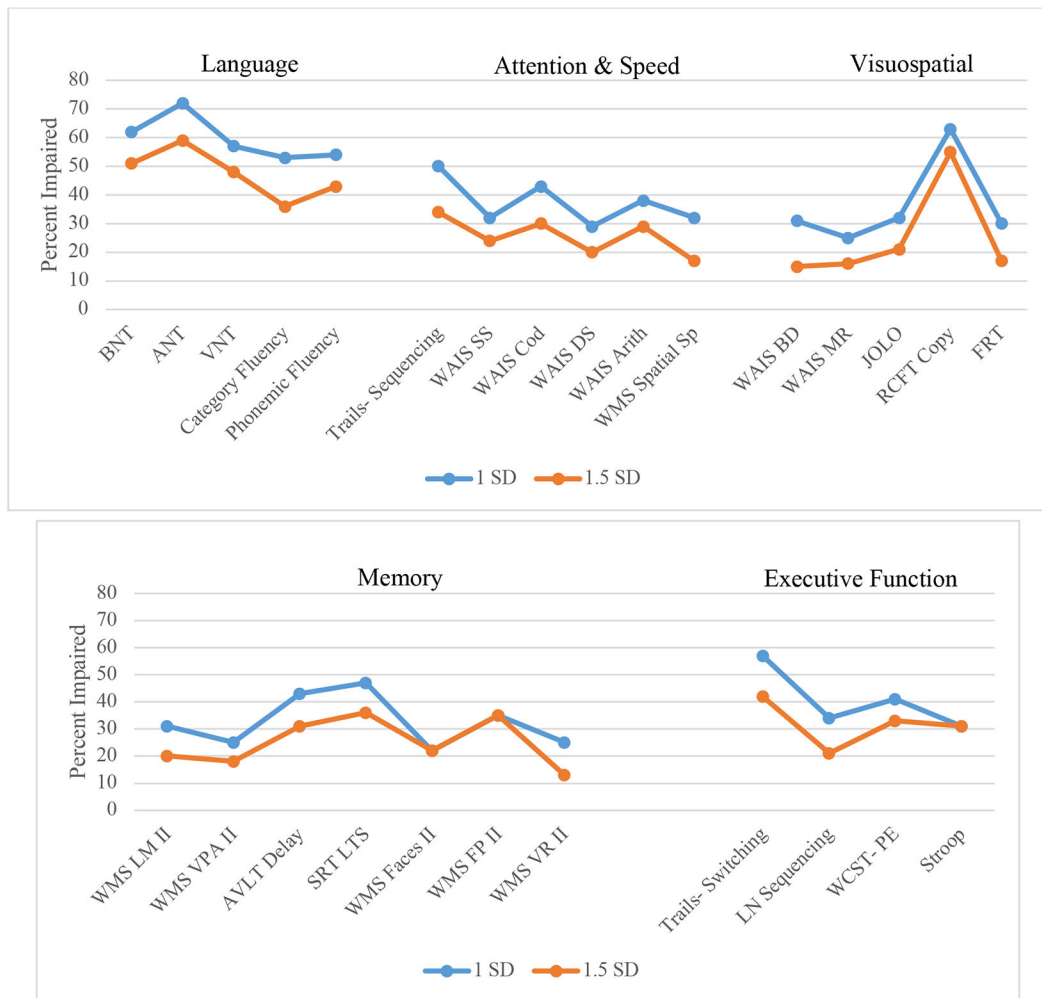 Language Attention & Speed Visuospatial
Percent Impaired
80
70
60
50
40
30
20
10
0
BNT
ANT
VNT
Category Fluency
Phonemic Fluency
Trails- Sequencing
WAIS SS
WAIS Cod
WAIS DS
WAIS Arith
WMS Spatial Sp
WAIS BD
WAIS MR
JOLO
RCFT Copy
FRT
1 SD 1.5 SD
Memory Executive Function
Percent Impaired
80
70
60
50
40
30
20
10
0
WMS LM II
WMS VPA II
AVLT Delay
SRT LTS
WMS Faces II
WMS FP II
WMS VR II
Trails- Switching
LN Sequencing
WCST- PE
Stroop
1 SD 1.5 SD